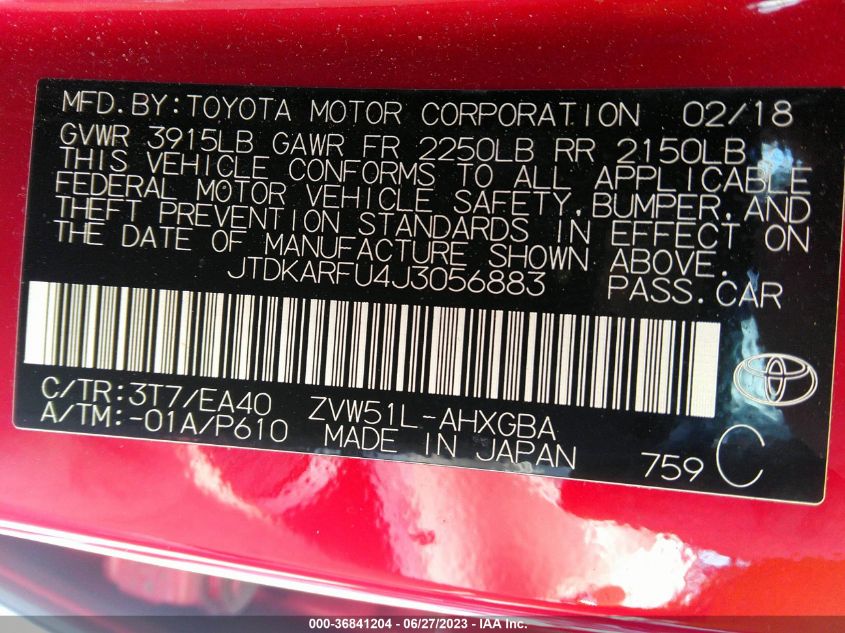 MFD.BY:TOYOTA MOTOR CORPORATION 02/18
GVWR 3915LB GAWR FR 2250LB RR 2150LB
THIS VEHICLE CONFORMS TO ALL APPLICABLE
FEDERAL MOTOR VEHICLE SAFETY,BUMPER,AND
THEFT PREVENTION STANDARDS IN EFFECT ON
THE DATE OF MANUFACTURE SHOWN ABOVE.
JTDKARFU4J3056883 PASS.CAR
C/TR:3T7/EA40 ZVW51L-AHXGBA
A/TM:-01A/P610 MADE IN JAPAN 759 C
000-36841204 - 06/27/2023 - IAA Inc.